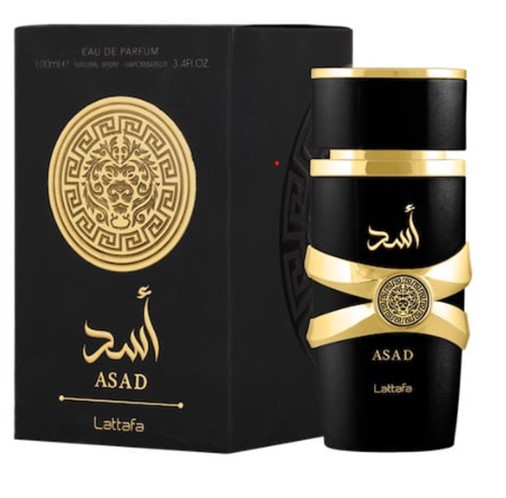 EAU DE PARFUM
100ml e NATURAL SPRAY - VAPORISATEUR 3.4FL.OZ.
أسد
ASAD
Lattafa
أسد
ASAD
Lattafa